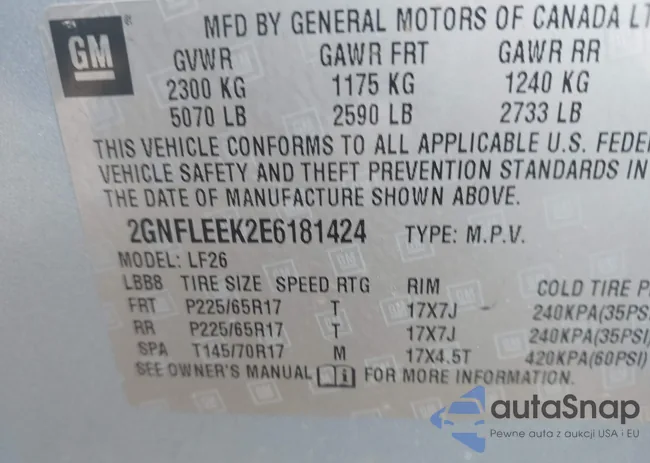 GM ®
MFD BY GENERAL MOTORS OF CANADA LT
GVWR GAWR FRT GAWR RR
2300 KG 1175 KG 1240 KG
5070 LB 2590 LB 2733 LB
THIS VEHICLE CONFORMS TO ALL APPLICABLE U.S. FEDE
VEHICLE SAFETY AND THEFT PREVENTION STANDARDS IN
THE DATE OF MANUFACTURE SHOWN ABOVE.
2GNFLEEK2E6181424 TYPE: M.P.V.
MODEL: LF26
LBB8 TIRE SIZE SPEED RTG RIM COLD TIRE P
FRT P225/65R17 T 17X7J 240KPA(35PSI
RR P225/65R17 T 17X7J 240KPA(35PSI)
SPA T145/70R17 M 17X4.5T 420KPA(60PSI)
SEE OWNER'S MANUAL i FOR MORE INFORMATION.
autaSnap
Pewne auta z aukcji USA i EU